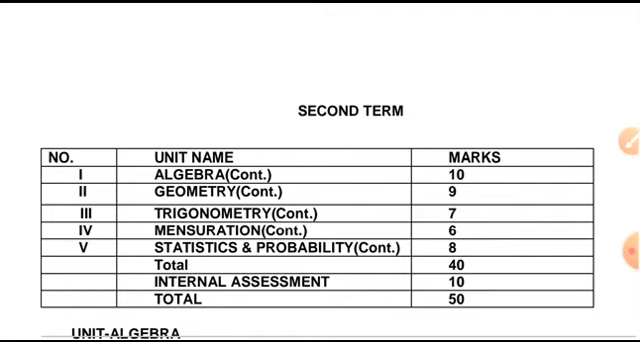 SECOND TERM
NO. UNIT NAME MARKS
I ALGEBRA(Cont.) 10
II GEOMETRY(Cont.) 9
III TRIGONOMETRY(Cont.) 7
IV MENSURATION(Cont.) 6
V STATISTICS & PROBABILITY(Cont.) 8
Total 40
INTERNAL ASSESSMENT 10
TOTAL 50
UNIT-ALGEBRA